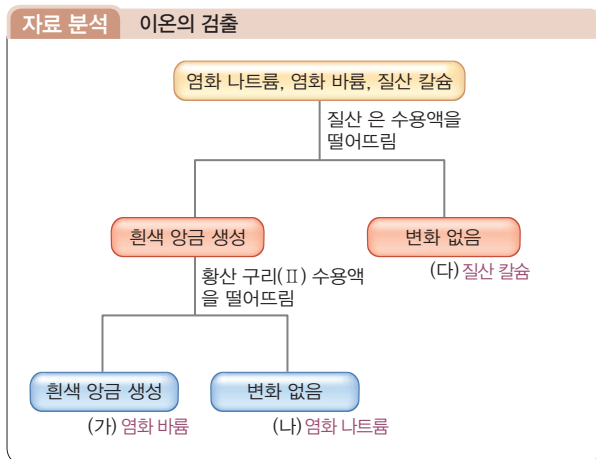 자료 분석 이온의 검출
염화 나트륨, 염화 바륨, 질산 칼슘
질산 은 수용액을
떨어뜨림
흰색 앙금 생성
변화 없음
(다) 질산 칼슘
황산 구리(Ⅱ) 수용액
을 떨어뜨림
흰색 앙금 생성
변화 없음
(가) 염화 바륨
(나) 염화 나트륨